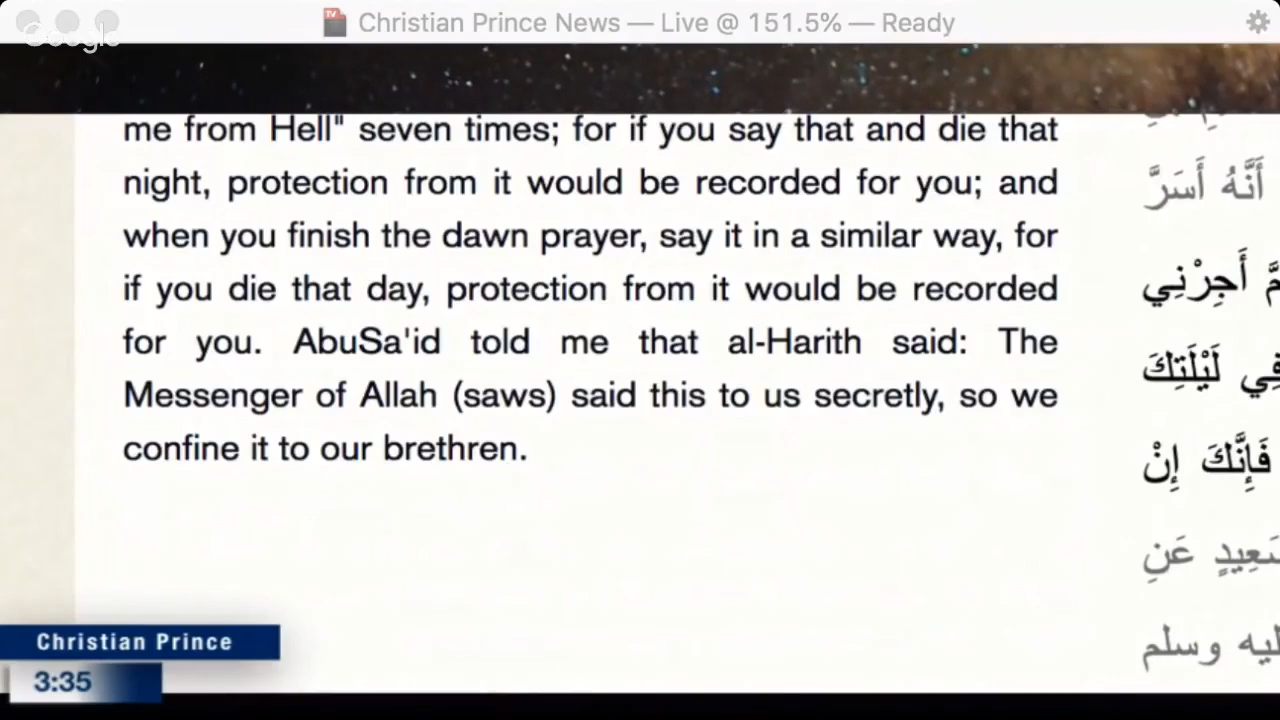 Christian Prince News — Live @ 151.5% — Ready
Google
me from Hell" seven times; for if you say that and die that
night, protection from it would be recorded for you; and
when you finish the dawn prayer, say it in a similar way, for
if you die that day, protection from it would be recorded
for you. AbuSa'id told me that al-Harith said: The
Messenger of Allah (saws) said this to us secretly, so we
confine it to our brethren.
أَنَّهُ أَسَرَّ
أَجِرْنِي
لَيْلَتِكَ
فَإِنَّكَ إِنْ
عَنِ
وسلم
Christian Prince
3:35